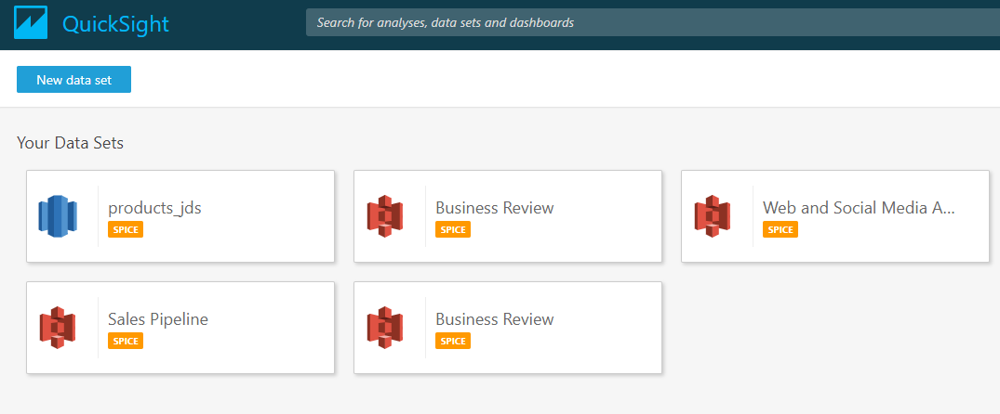 QuickSight
Search for analyses, data sets and dashboards
New data set
Your Data Sets
products_jds
SPICE
Business Review
SPICE
Web and Social Media A...
SPICE
Sales Pipeline
SPICE
Business Review
SPICE